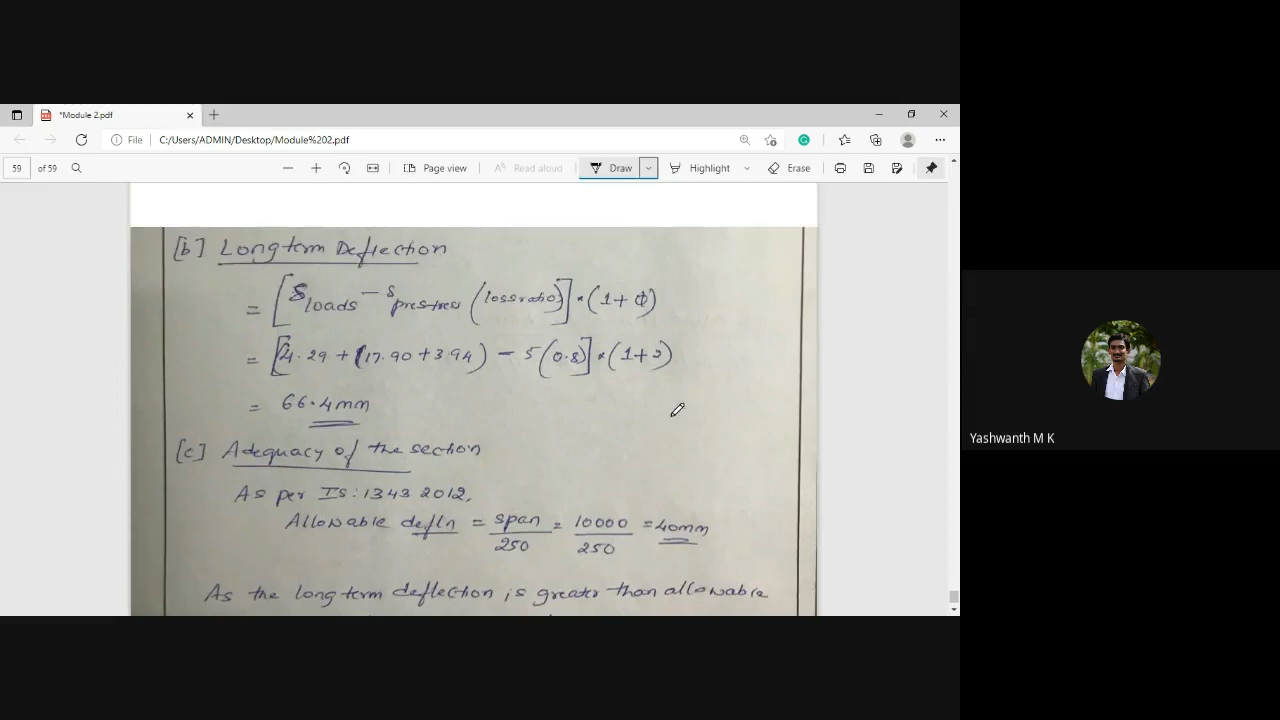 *Module 2.pdf
File C:/Users/ADMIN/Desktop/Module%202.pdf
59 of 59 Page view Read aloud Draw Highlight Erase
[b] Long term Deflection
= [δloads - δprestress (loss ratio)] * (1+Φ)
= [4.29 + (17.90 + 3.94) - 5(0.8)] * (1+2)
= 66.4mm
[c] Adequacy of the section
As per IS:1343 2012,
Allowable defln = span/250 = 10000/250 = 40mm
As the long term deflection is greater than allowable
Yashwanth M K